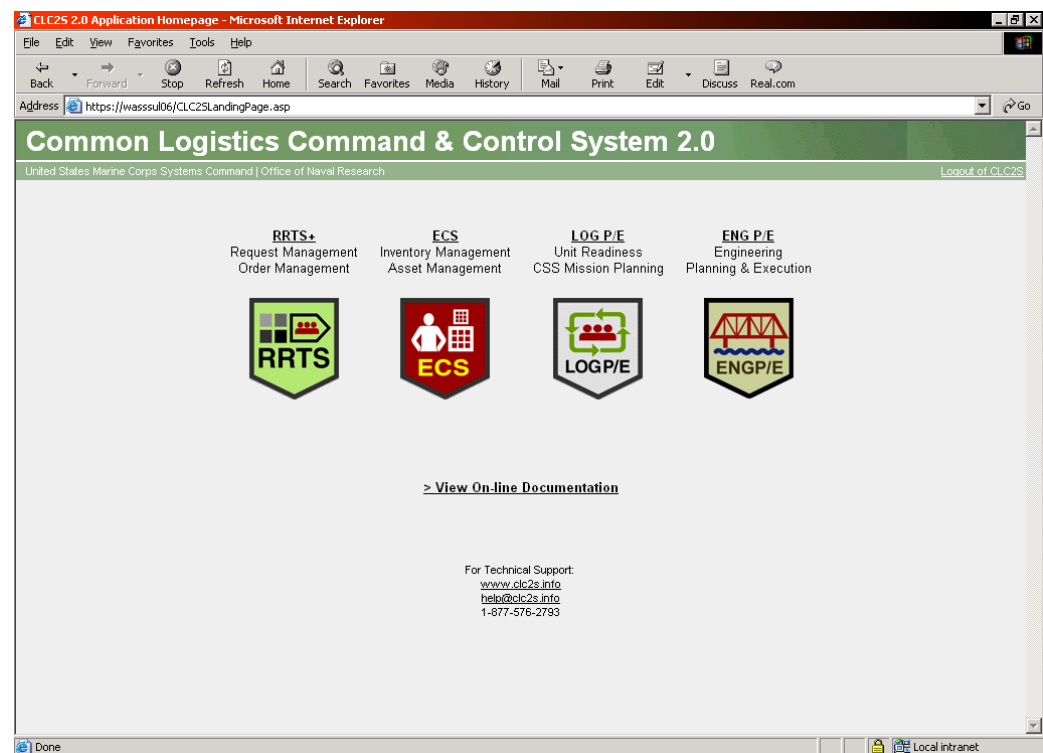 CLC2S 2.0 Application Homepage - Microsoft Internet Explorer
File Edit View Favorites Tools Help
Back Forward Stop Refresh Home Search Favorites Media History Mail Print Edit Discuss Real.com
Address https://wasssul06/CLC2SLandingPage.asp Go
Common Logistics Command & Control System 2.0
United States Marine Corps Systems Command | Office of Naval Research Logout of CLC2S
RRTS+ ECS LOG P/E ENG P/E
Request Management Inventory Management Unit Readiness Engineering
Order Management Asset Management CSS Mission Planning Planning & Execution
RRTS ECS LOGP/E ENGP/E
> View On-line Documentation
For Technical Support:
www.clc2s.info
help@clc2s.info
1-877-576-2793
Done Local intranet